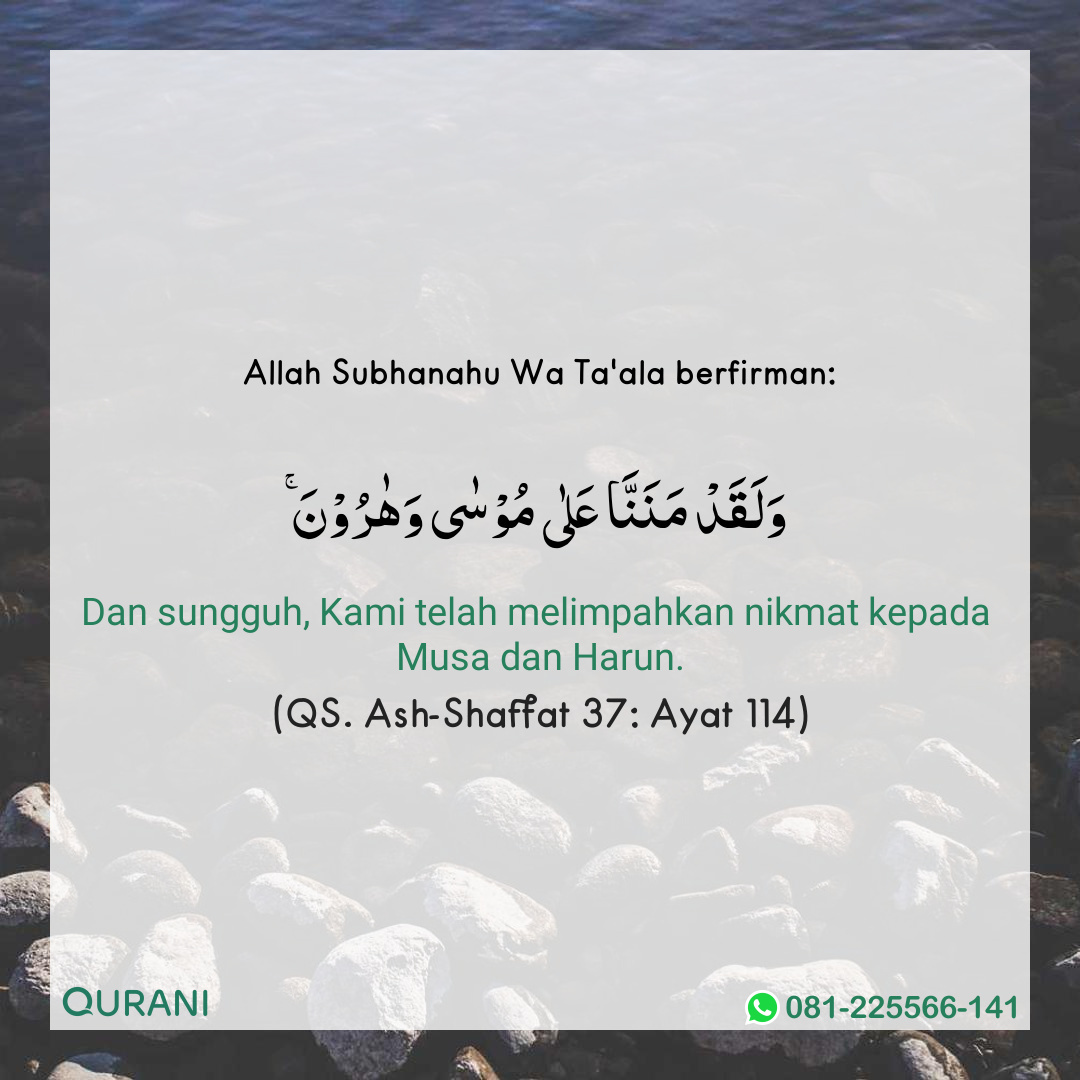 Allah Subhanahu Wa Ta'ala berfirman:
وَلَقَدْ مَنَنَّا عَلٰى مُوْسٰى وَهٰرُوْنَ ۚ
Dan sungguh, Kami telah melimpahkan nikmat kepada
Musa dan Harun.
(QS. Ash-Shaffat 37: Ayat 114)
QURANI
081-225566-141